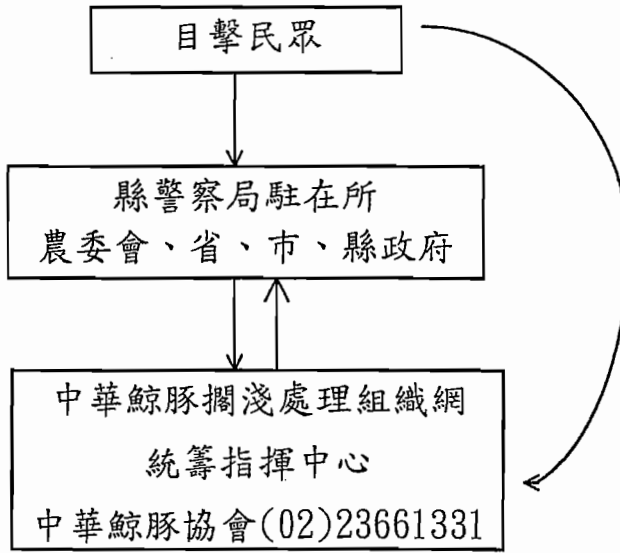 目擊民眾
縣警察局駐在所
農委會、省、市、縣政府
中華鯨豚擱淺處理組織網
統籌指揮中心
中華鯨豚協會(02)23661331